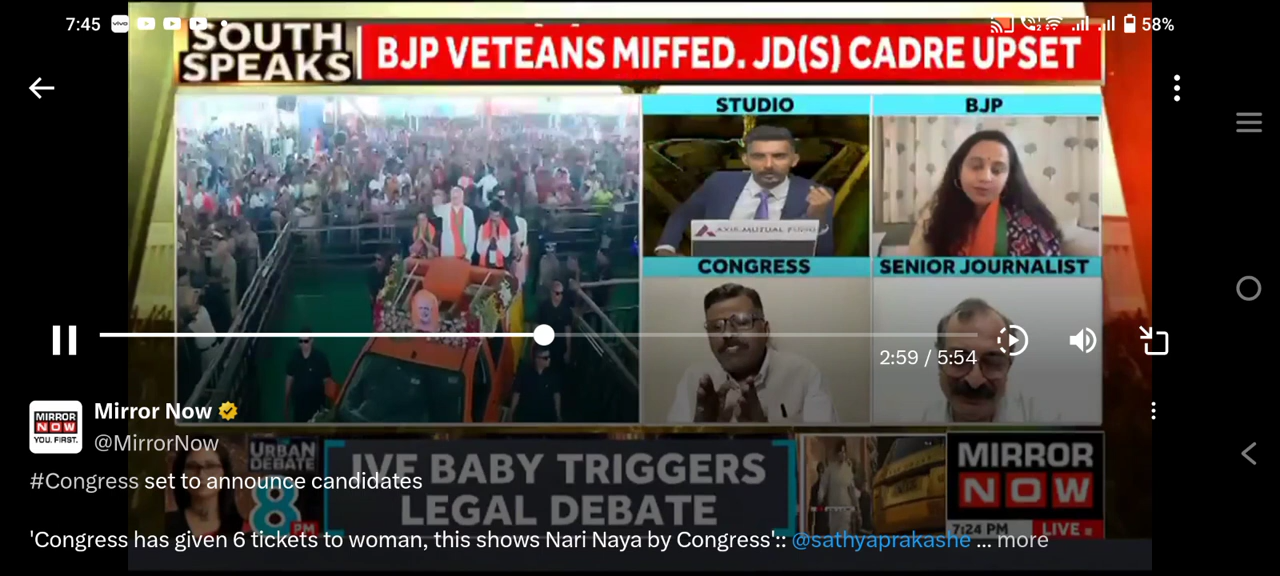 7:45
vivo
58%
SOUTH
SPEAKS
BJP VETEANS MIFFED. JD(S) CADRE UPSET
STUDIO
BJP
AXIS MUTUAL FUND
CONGRESS
SENIOR JOURNALIST
2:59 / 5:54
MIRROR
NOW
YOU. FIRST.
Mirror Now
@MirrorNow
URBAN
DEBATE
8 PM
IVF BABY TRIGGERS
LEGAL DEBATE
MIRROR
NOW
7:24 PM LIVE
#Congress set to announce candidates
'Congress has given 6 tickets to woman, this shows Nari Naya by Congress':: @sathyaprakashe ... more